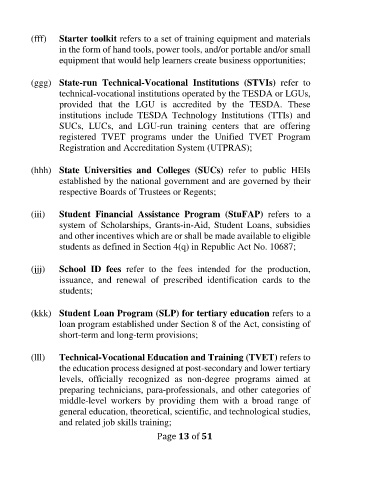 (fff) Starter toolkit refers to a set of training equipment and materials
in the form of hand tools, power tools, and/or portable and/or small
equipment that would help learners create business opportunities;
(ggg) State-run Technical-Vocational Institutions (STVIs) refer to
technical-vocational institutions operated by the TESDA or LGUs,
provided that the LGU is accredited by the TESDA. These
institutions include TESDA Technology Institutions (TTIs) and
SUCs, LUCs, and LGU-run training centers that are offering
registered TVET programs under the Unified TVET Program
Registration and Accreditation System (UTPRAS);
(hhh) State Universities and Colleges (SUCs) refer to public HEIs
established by the national government and are governed by their
respective Boards of Trustees or Regents;
(iii) Student Financial Assistance Program (StuFAP) refers to a
system of Scholarships, Grants-in-Aid, Student Loans, subsidies
and other incentives which are or shall be made available to eligible
students as defined in Section 4(q) in Republic Act No. 10687;
(jjj) School ID fees refer to the fees intended for the production,
issuance, and renewal of prescribed identification cards to the
students;
(kkk) Student Loan Program (SLP) for tertiary education refers to a
loan program established under Section 8 of the Act, consisting of
short-term and long-term provisions;
(lll) Technical-Vocational Education and Training (TVET) refers to
the education process designed at post-secondary and lower tertiary
levels, officially recognized as non-degree programs aimed at
preparing technicians, para-professionals, and other categories of
middle-level workers by providing them with a broad range of
general education, theoretical, scientific, and technological studies,
and related job skills training;
Page 13 of 51